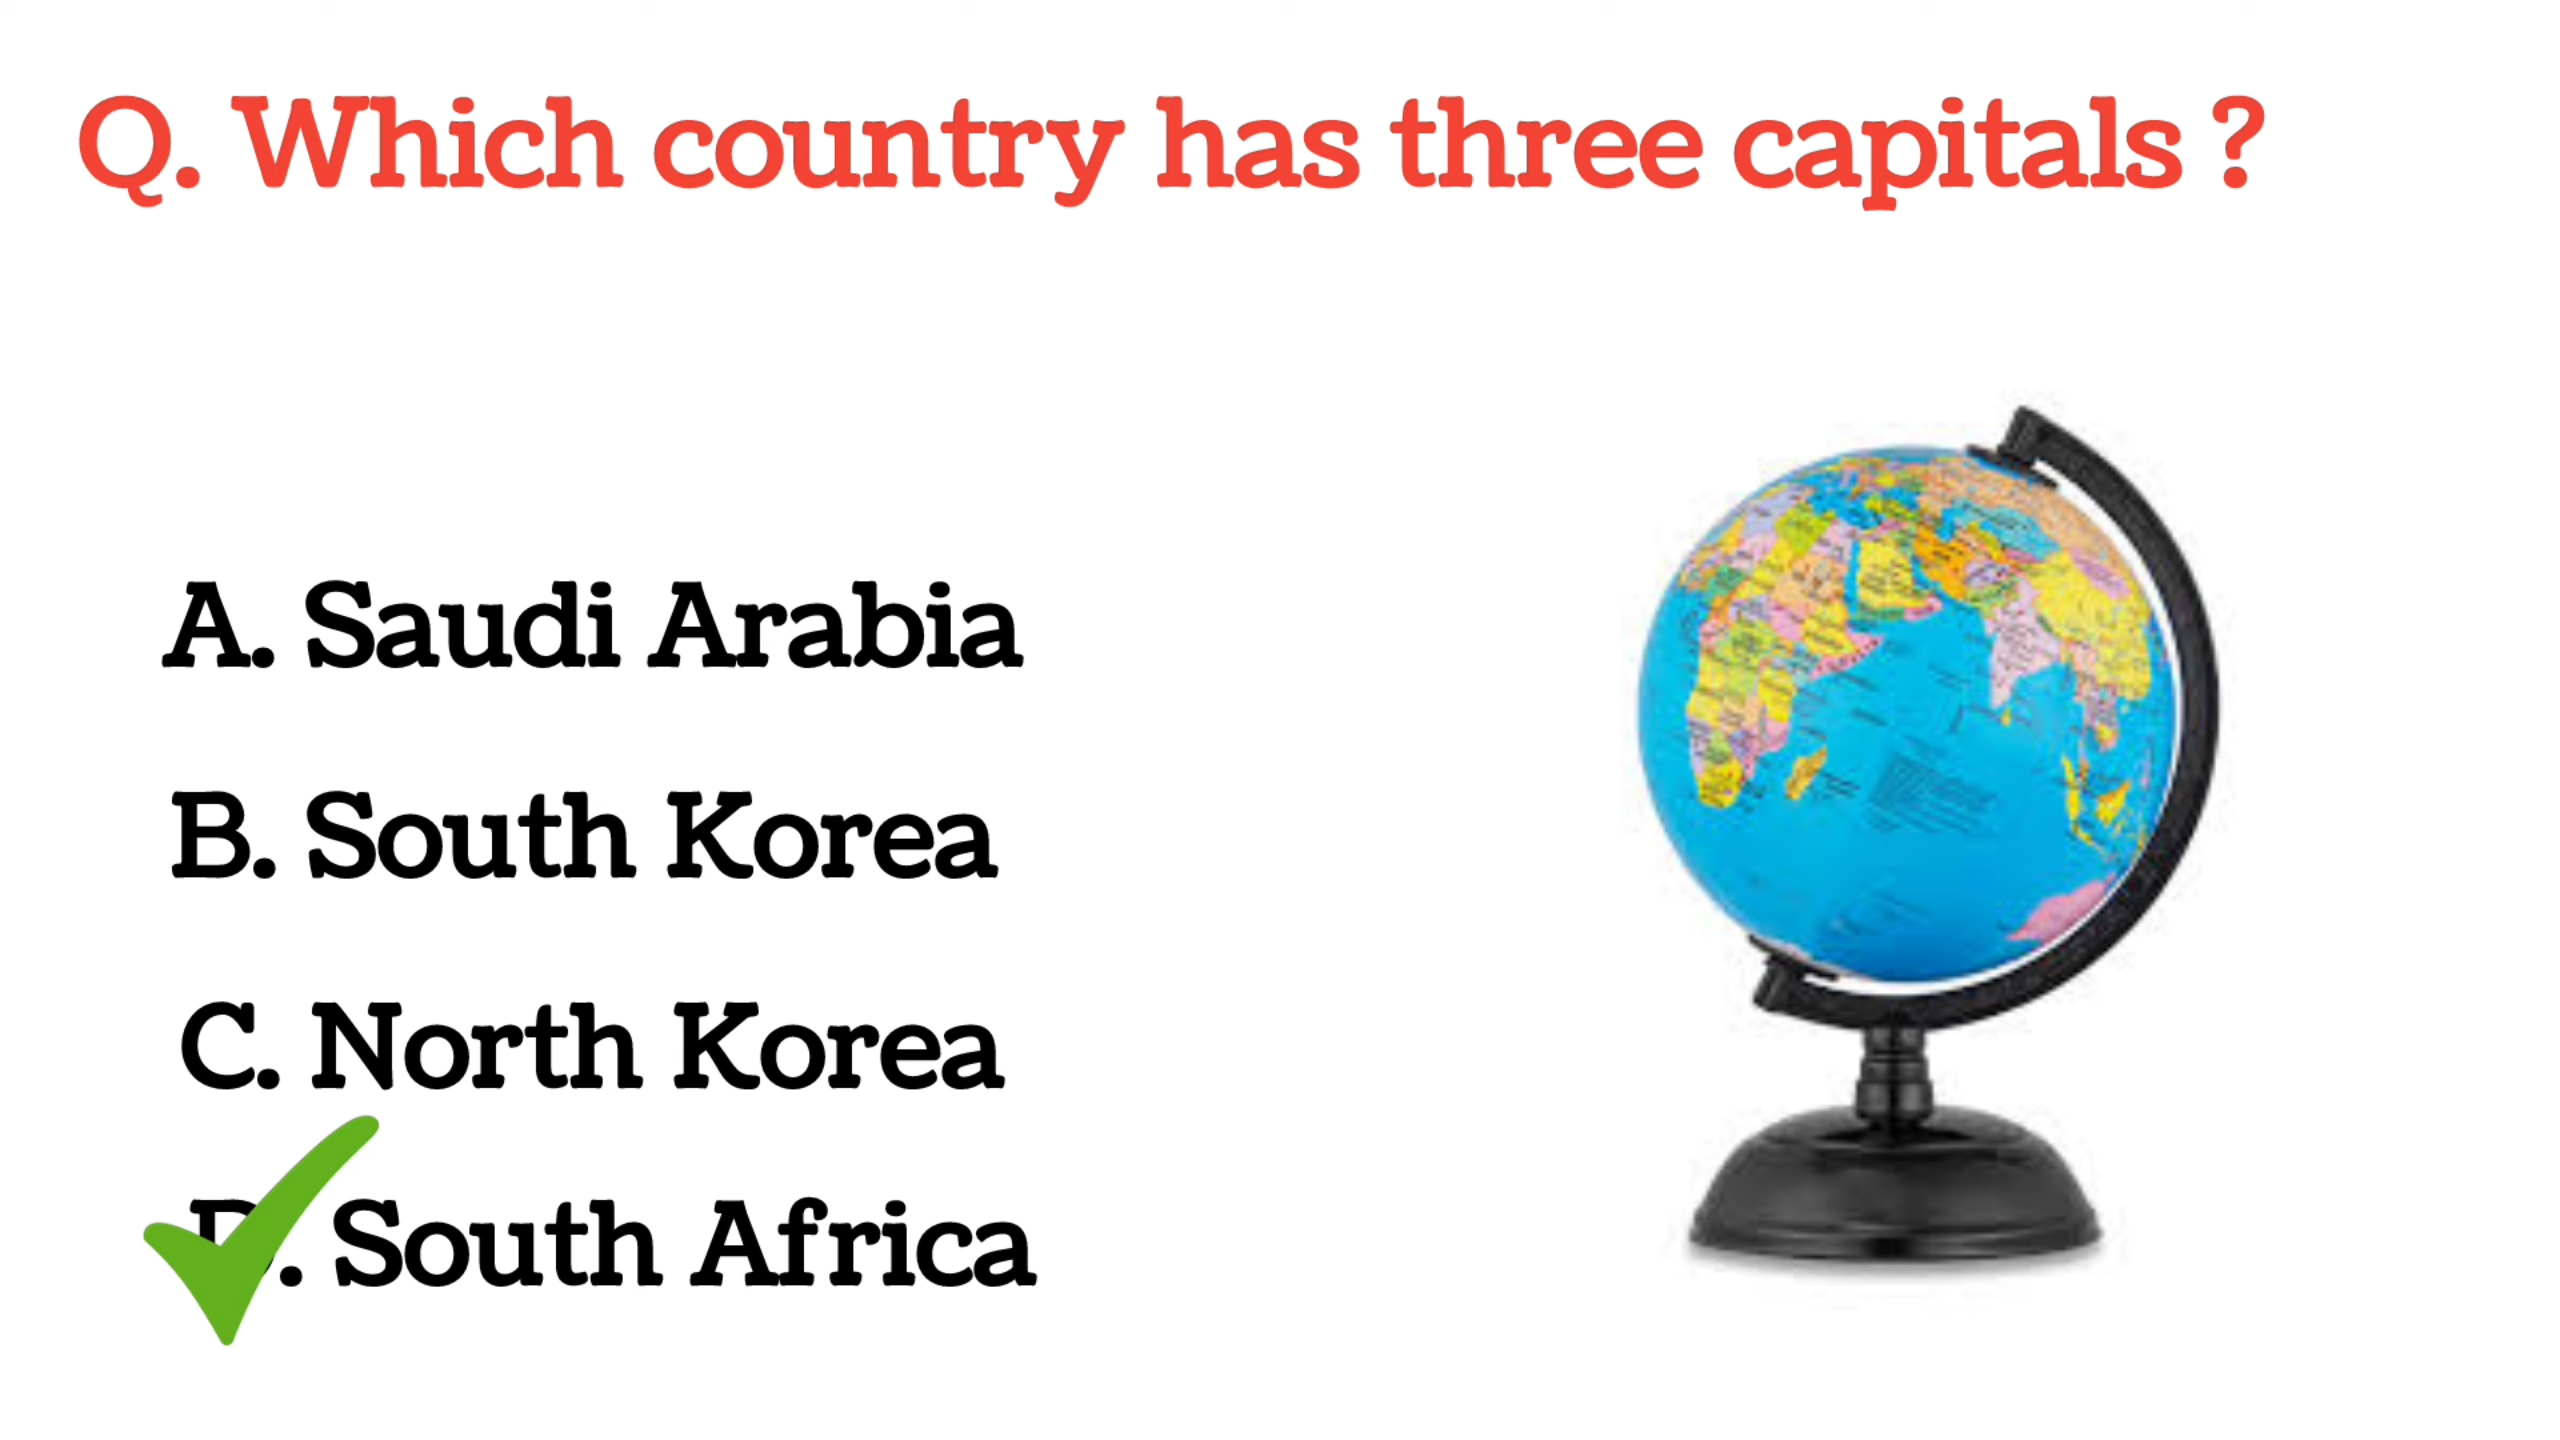 Q. Which country has three capitals ?
A. Saudi Arabia
B. South Korea
C. North Korea
D. South Africa